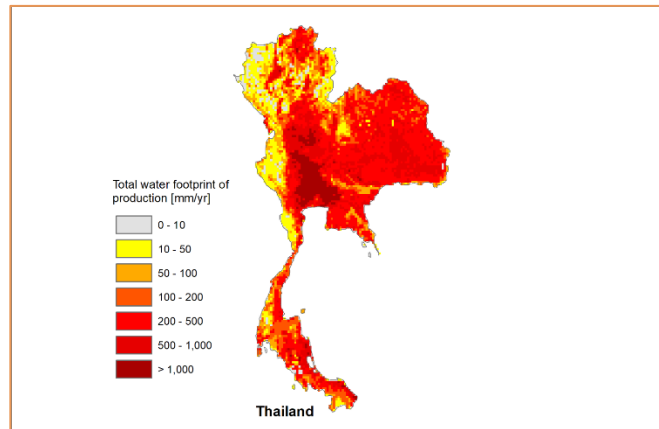 Total water footprint of
production [mm/yr]
0 - 10
10 - 50
50 - 100
100 - 200
200 - 500
500 - 1,000
> 1,000
Thailand